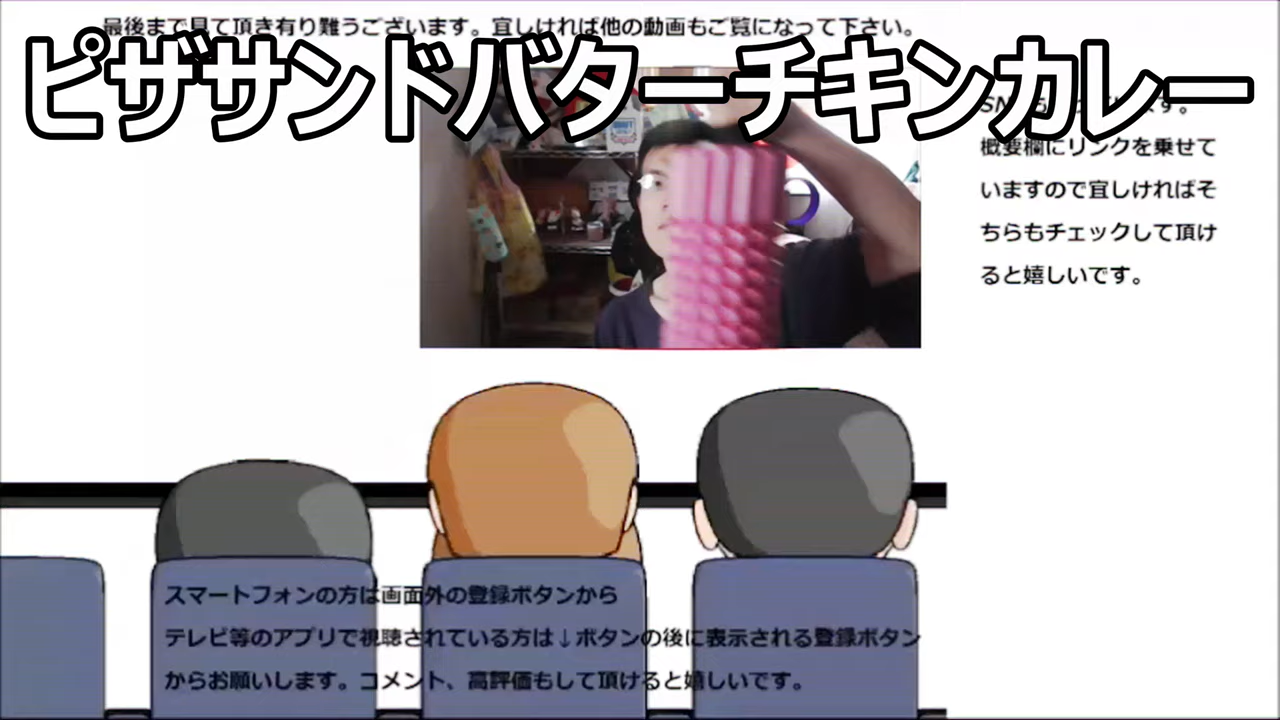 最後まで見て頂き有り難うございます。宜しければ他の動画もご覧になって下さい。
ピザサンドバターチキンカレー
概要欄にリンクを乗せて
いますので宜しければそ
ちらもチェックして頂け
ると嬉しいです。
スマートフォンの方は画面外の登録ボタンから
テレビ等のアプリで視聴されている方は↓ボタンの後に表示される登録ボタン
からお願いします。コメント、高評価もして頂けると嬉しいです。